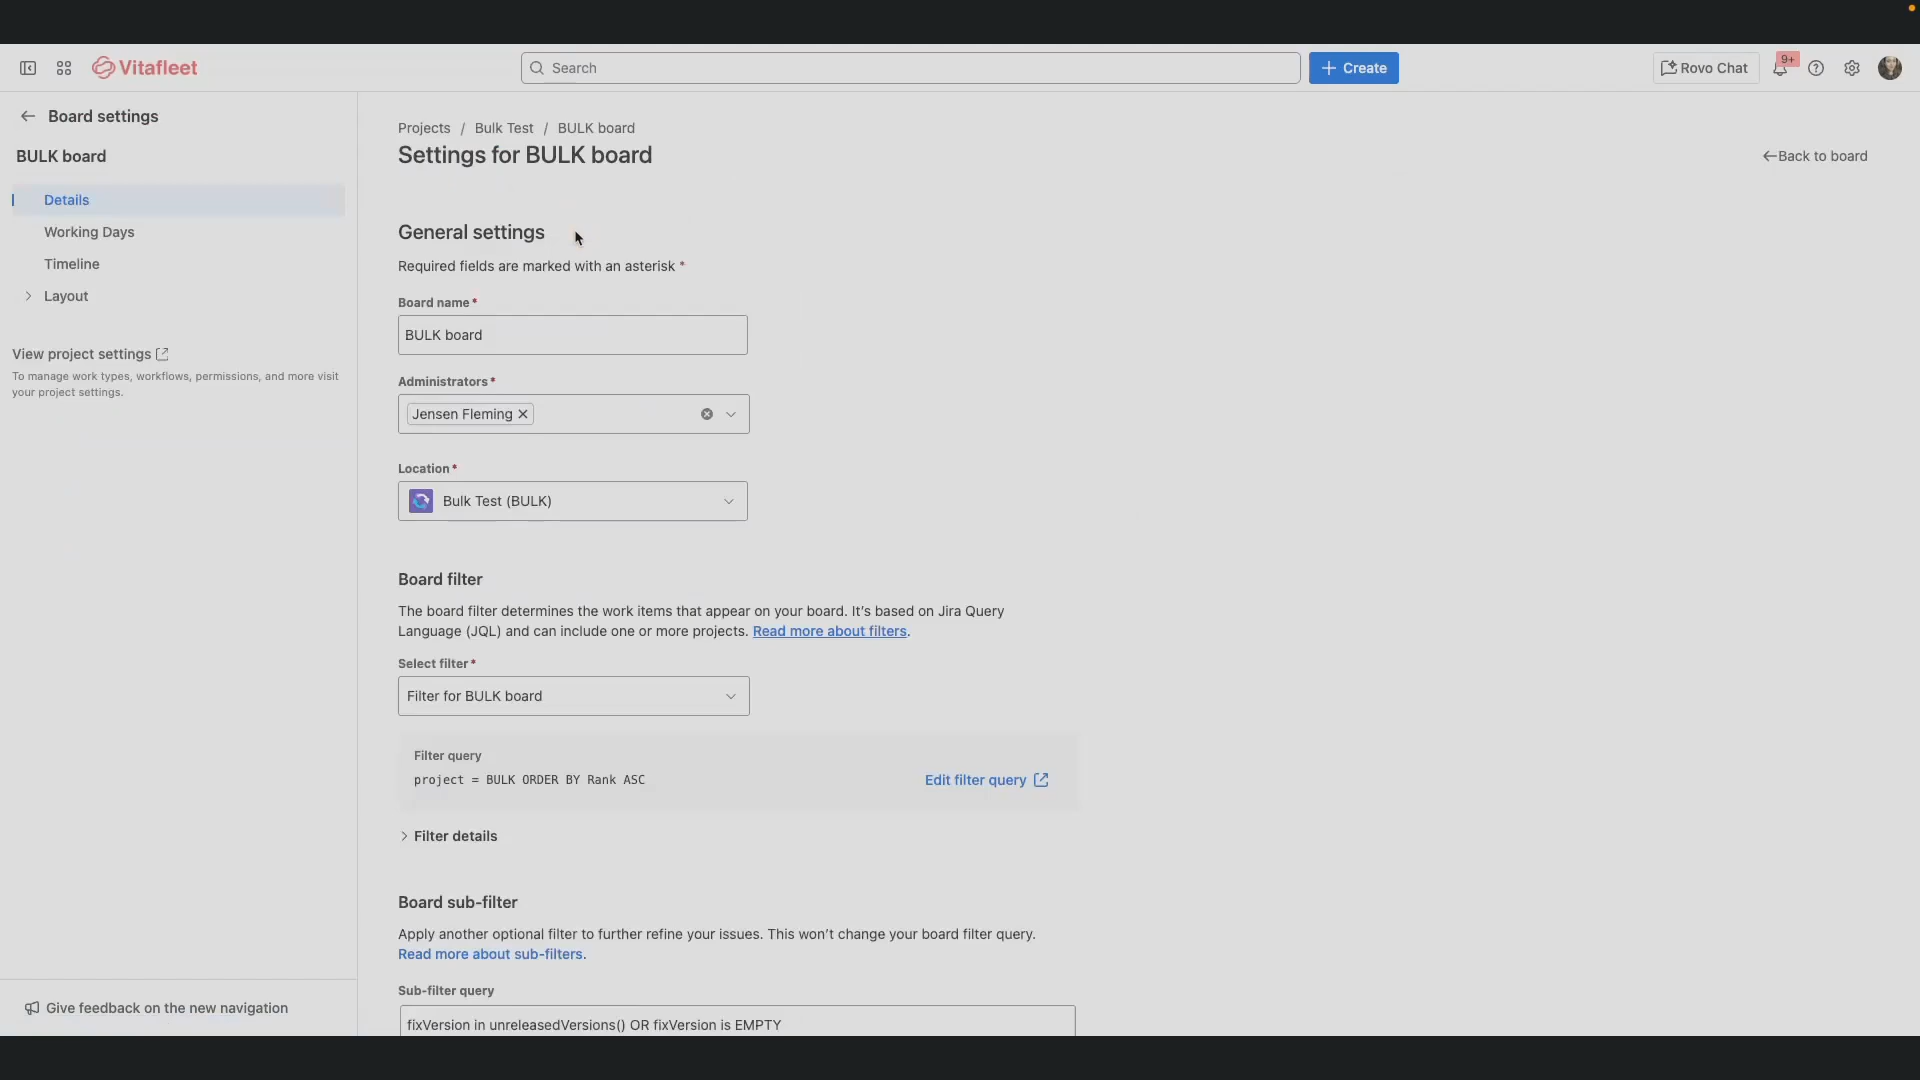 Vitafleet
Search
Create
Rovo Chat
9+
Board settings
BULK board
Details
Working Days
Timeline
Layout
View project settings
To manage work types, workflows, permissions, and more visit
your project settings.
Give feedback on the new navigation
Projects / Bulk Test / BULK board
Settings for BULK board
Back to board
General settings
Required fields are marked with an asterisk *
Board name*
BULK board
Administrators*
Jensen Fleming
Location*
Bulk Test (BULK)
Board filter
The board filter determines the work items that appear on your board. It's based on Jira Query
Language (JQL) and can include one or more projects. Read more about filters.
Select filter*
Filter for BULK board
Filter query
project = BULK ORDER BY Rank ASC
Edit filter query
Filter details
Board sub-filter
Apply another optional filter to further refine your issues. This won't change your board filter query.
Read more about sub-filters.
Sub-filter query
fixVersion in unreleasedVersions() OR fixVersion is EMPTY